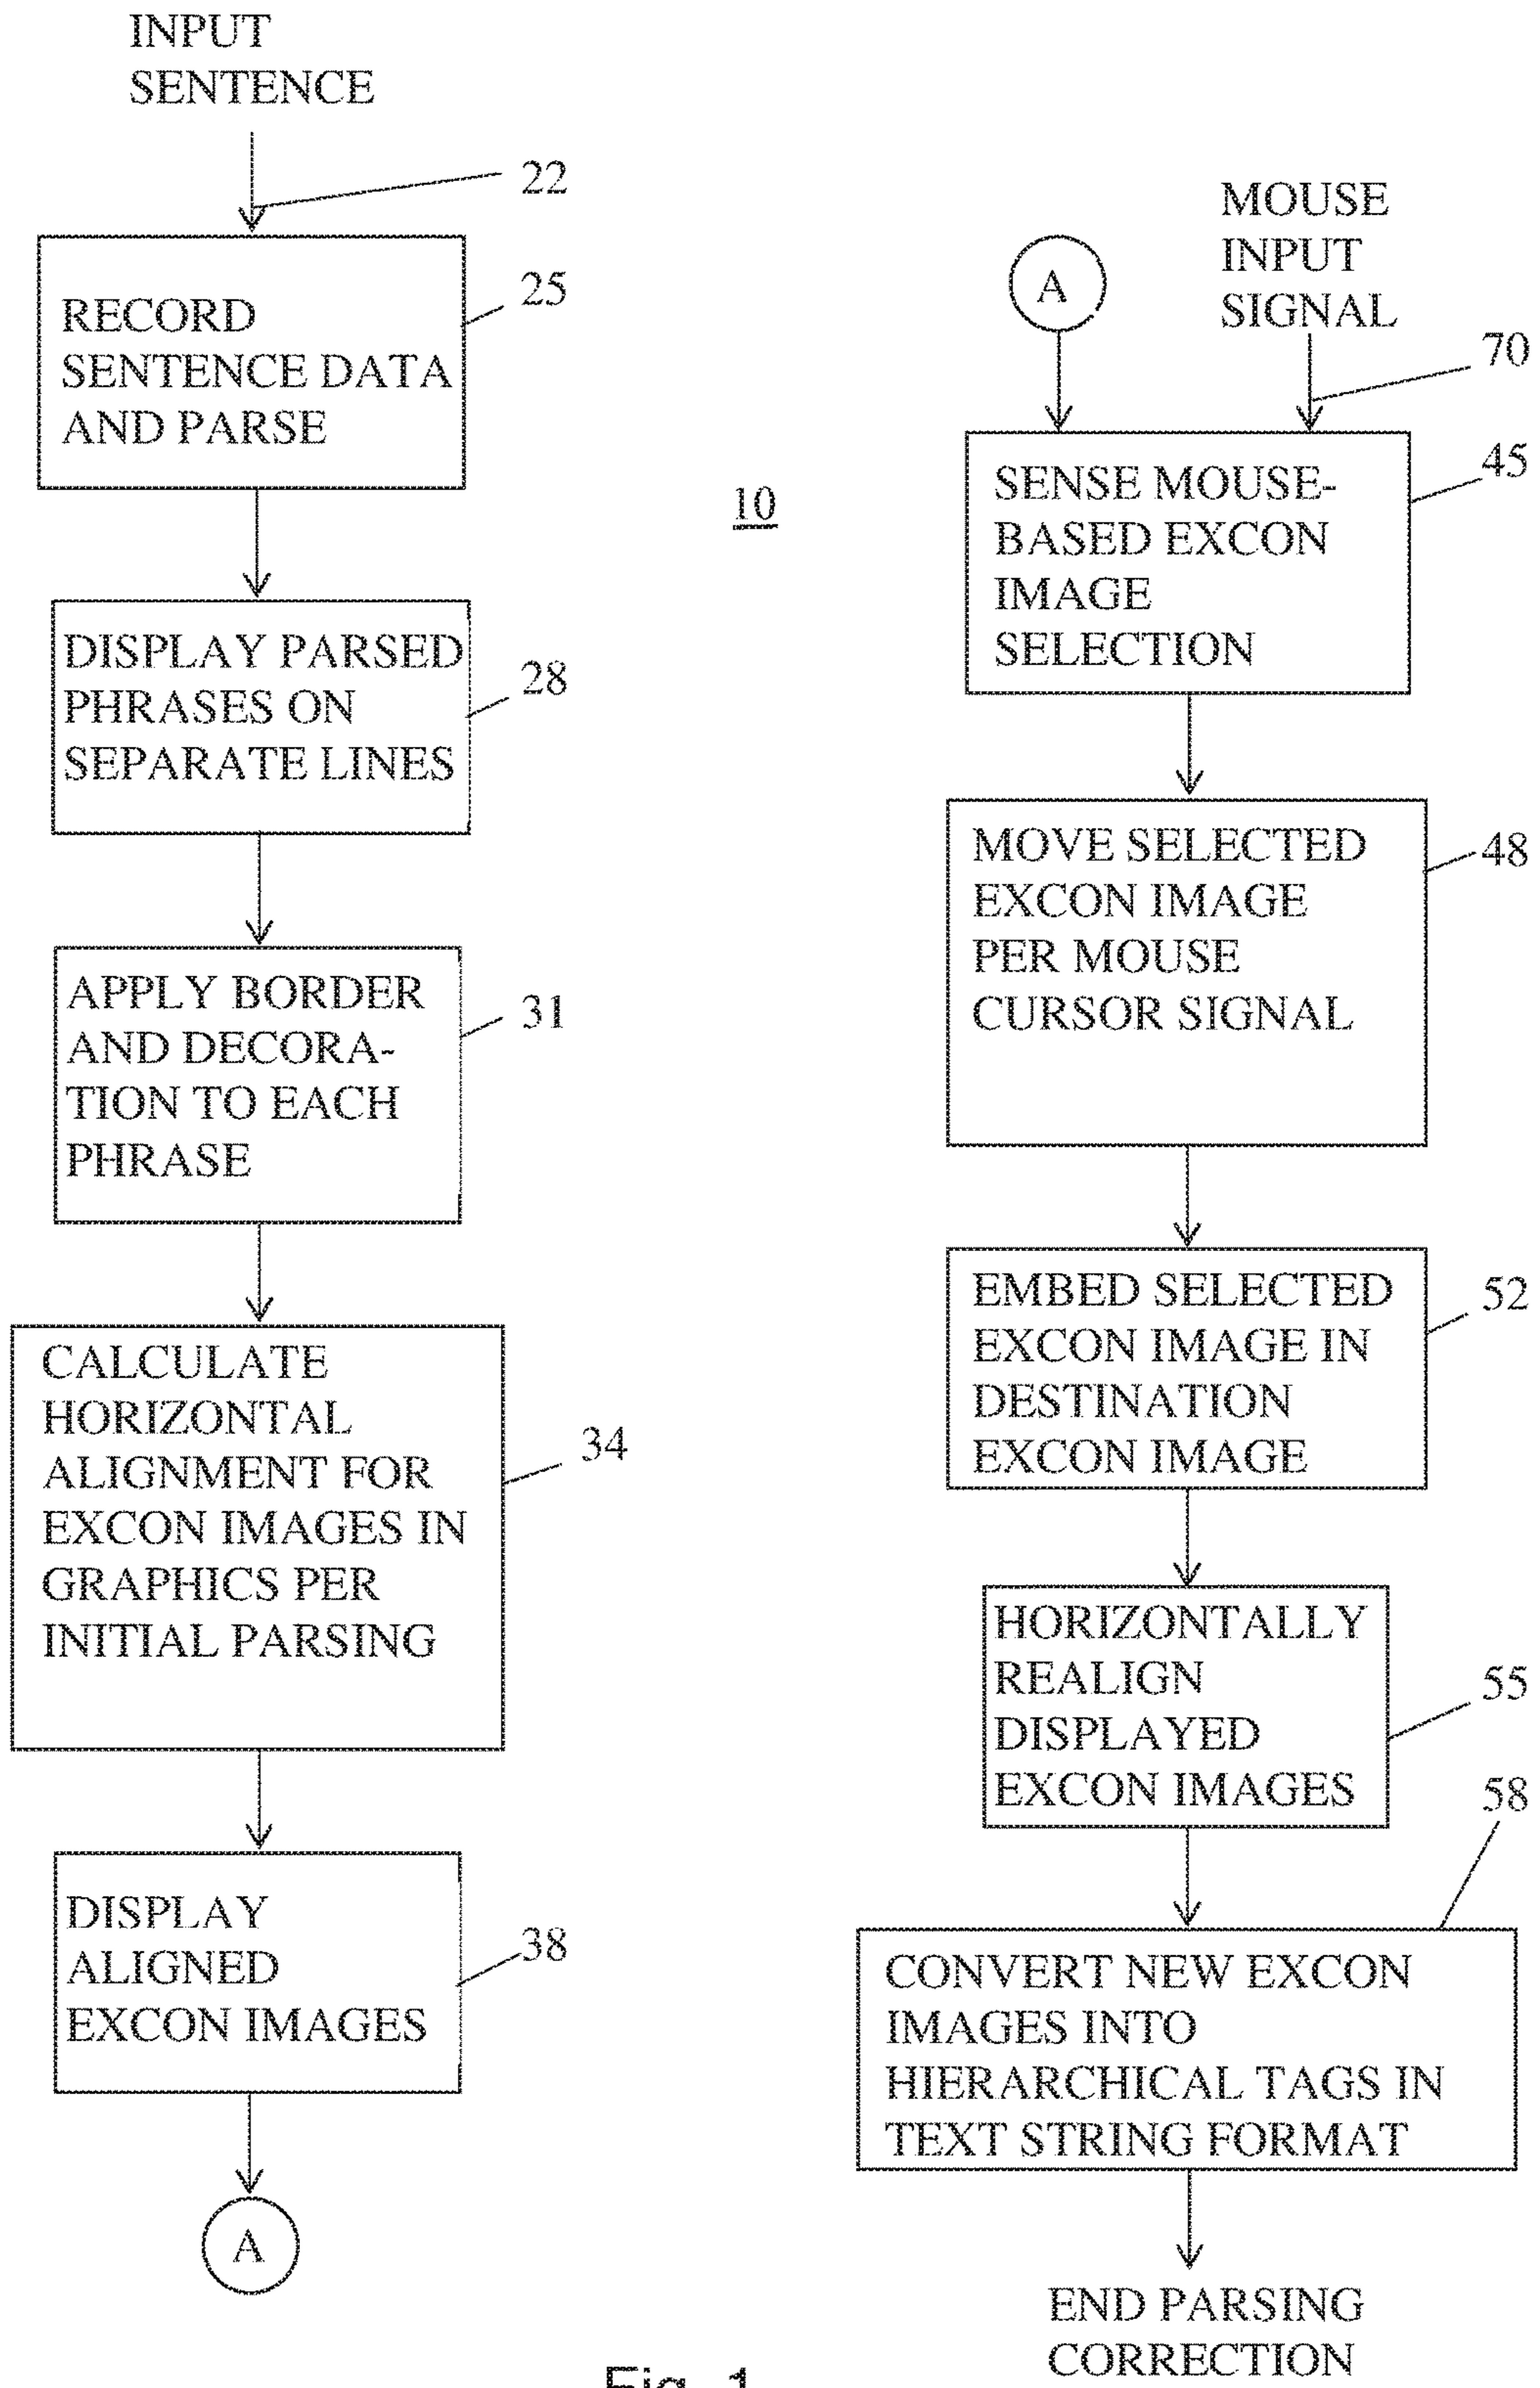 INPUT
SENTENCE
22
RECORD
SENTENCE DATA
AND PARSE
25
DISPLAY PARSED
PHRASES ON
SEPARATE LINES
28
APPLY BORDER
AND DECORA-
TION TO EACH
PHRASE
31
CALCULATE
HORIZONTAL
ALIGNMENT FOR
EXCON IMAGES IN
GRAPHICS PER
INITIAL PARSING
34
DISPLAY
ALIGNED
EXCON IMAGES
38
A
10
A
MOUSE
INPUT
SIGNAL
70
SENSE MOUSE-
BASED EXCON
IMAGE
SELECTION
45
MOVE SELECTED
EXCON IMAGE
PER MOUSE
CURSOR SIGNAL
48
EMBED SELECTED
EXCON IMAGE IN
DESTINATION
EXCON IMAGE
52
HORIZONTALLY
REALIGN
DISPLAYED
EXCON IMAGES
55
58
CONVERT NEW EXCON
IMAGES INTO
HIERARCHICAL TAGS IN
TEXT STRING FORMAT
END PARSING
CORRECTION
Fig. 1